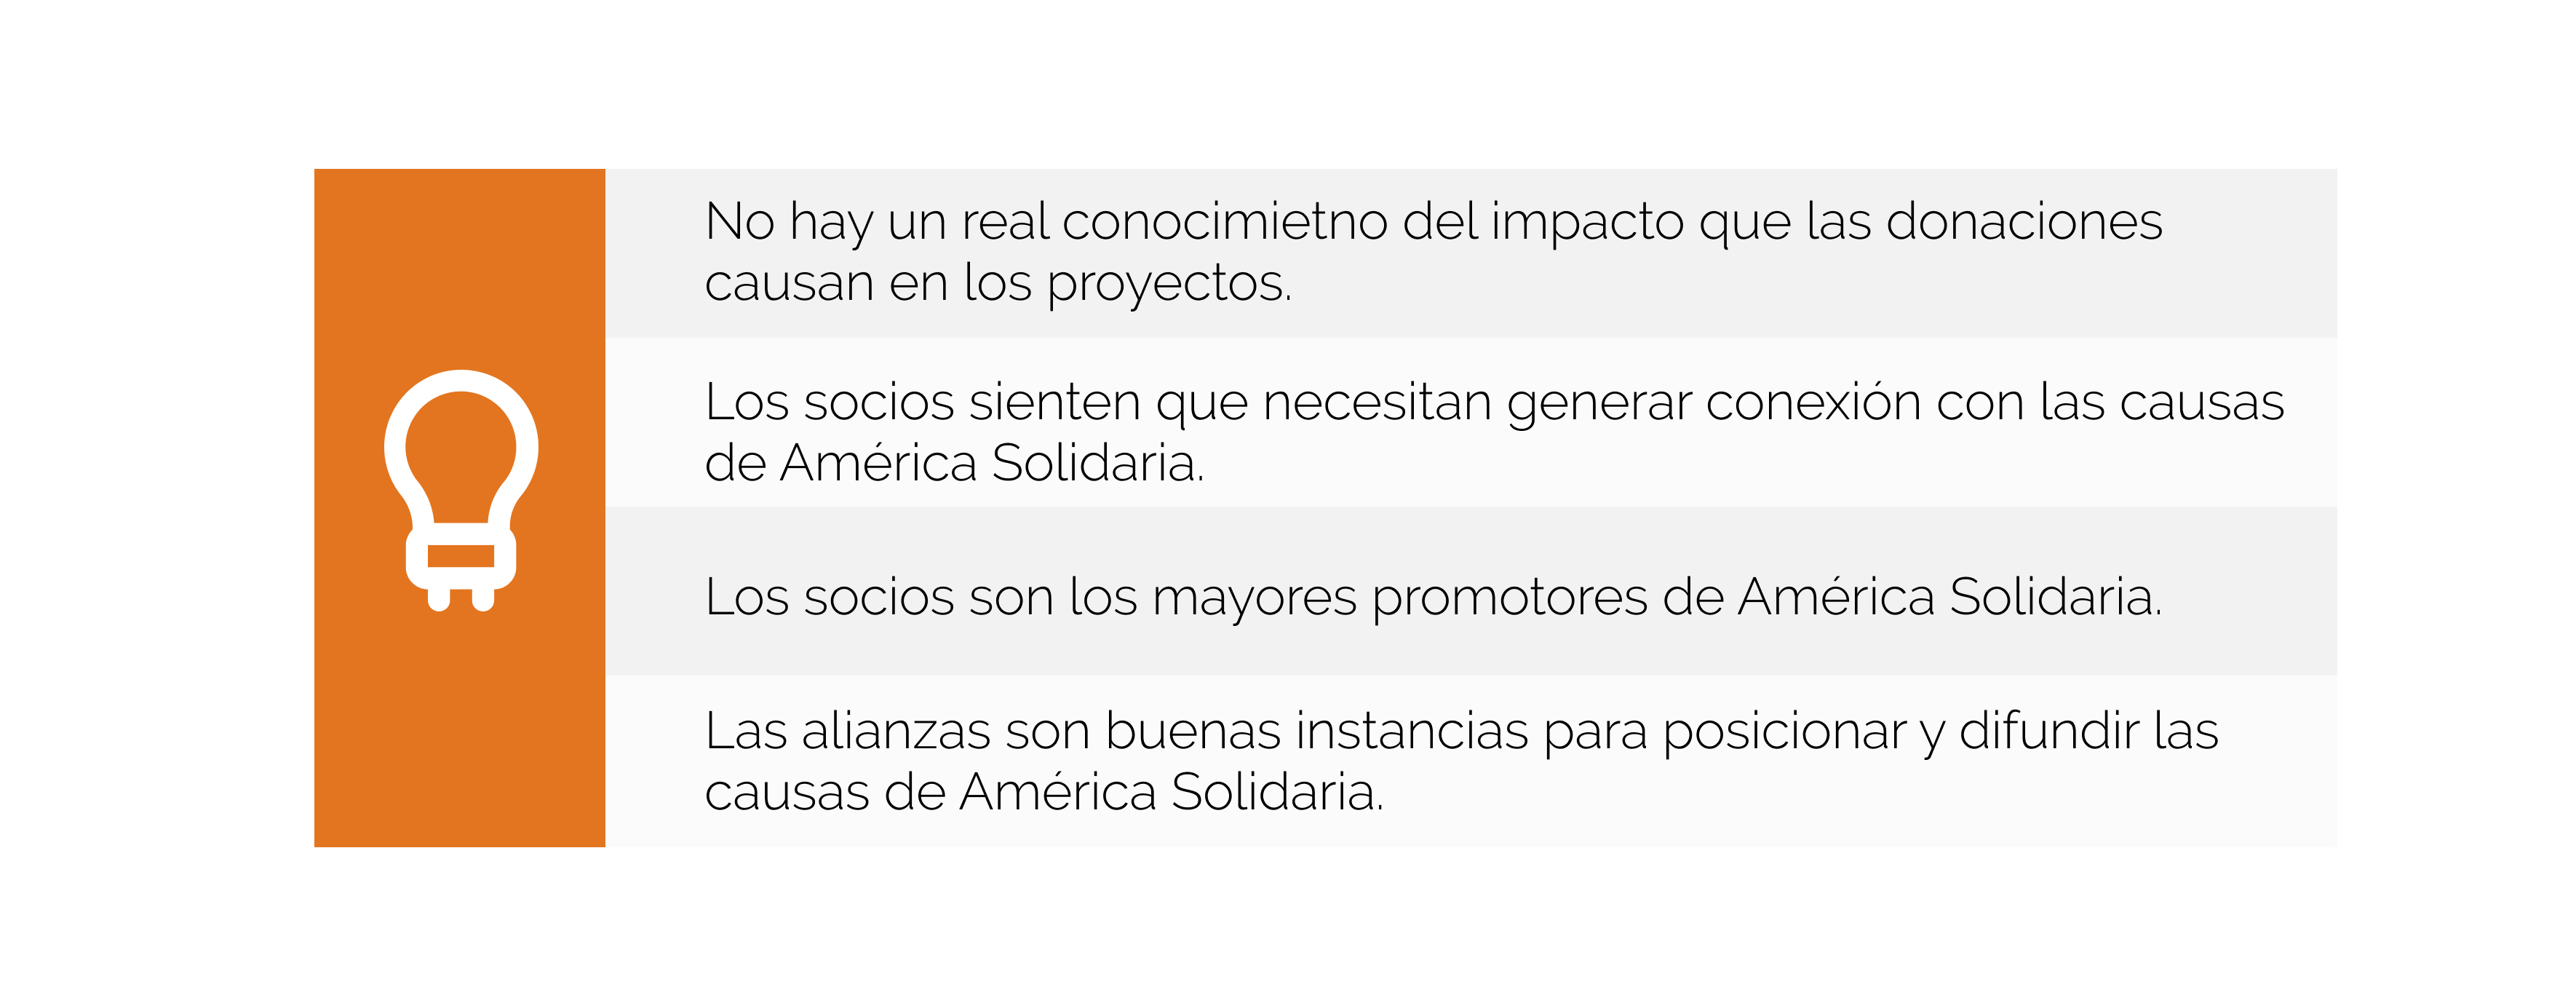 No hay un real conocimietno del impacto que las donaciones
causan en los proyectos.
Los socios sienten que necesitan generar conexión con las causas
de América Solidaria.
Los socios son los mayores promotores de América Solidaria.
Las alianzas son buenas instancias para posicionar y difundir las
causas de América Solidaria.